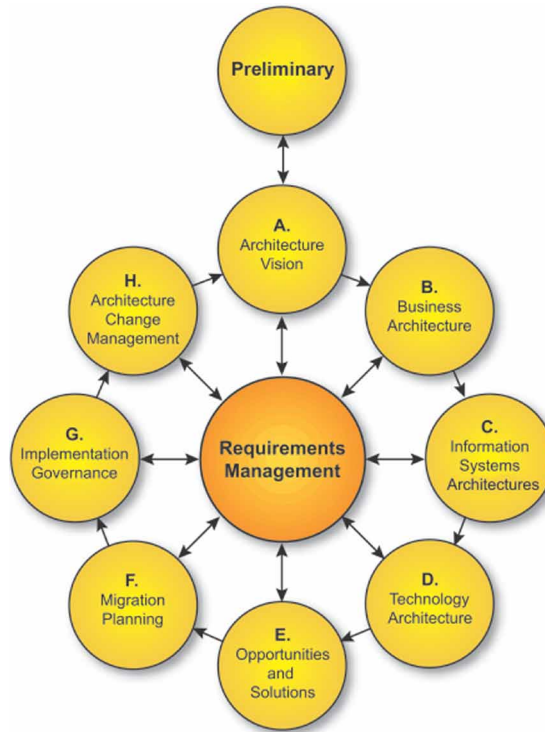 Preliminary
A.
Architecture
Vision
B.
Business
Architecture
C.
Information
Systems
Architectures
D.
Technology
Architecture
E.
Opportunities
and
Solutions
F.
Migration
Planning
G.
Implementation
Governance
H.
Architecture
Change
Management
Requirements
Management